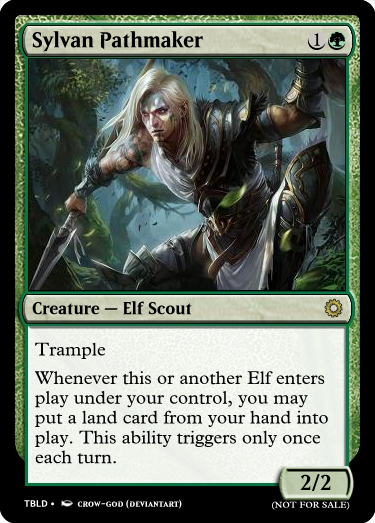 Sylvan Pathmaker 1
Creature — Elf Scout
Trample
Whenever this or another Elf enters
play under your control, you may
put a land card from your hand into
play. This ability triggers only once
each turn.
2/2
TBLD • CROW-GOD (DEVIANTART)
(NOT FOR SALE)